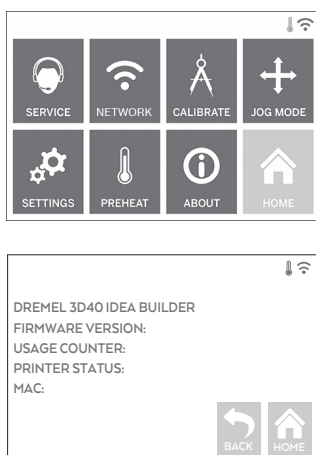 SERVICE NETWORK CALIBRATE JOG MODE
SETTINGS PREHEAT ABOUT HOME
DREMEL 3D40 IDEA BUILDER
FIRMWARE VERSION:
USAGE COUNTER:
PRINTER STATUS:
MAC:
BACK HOME